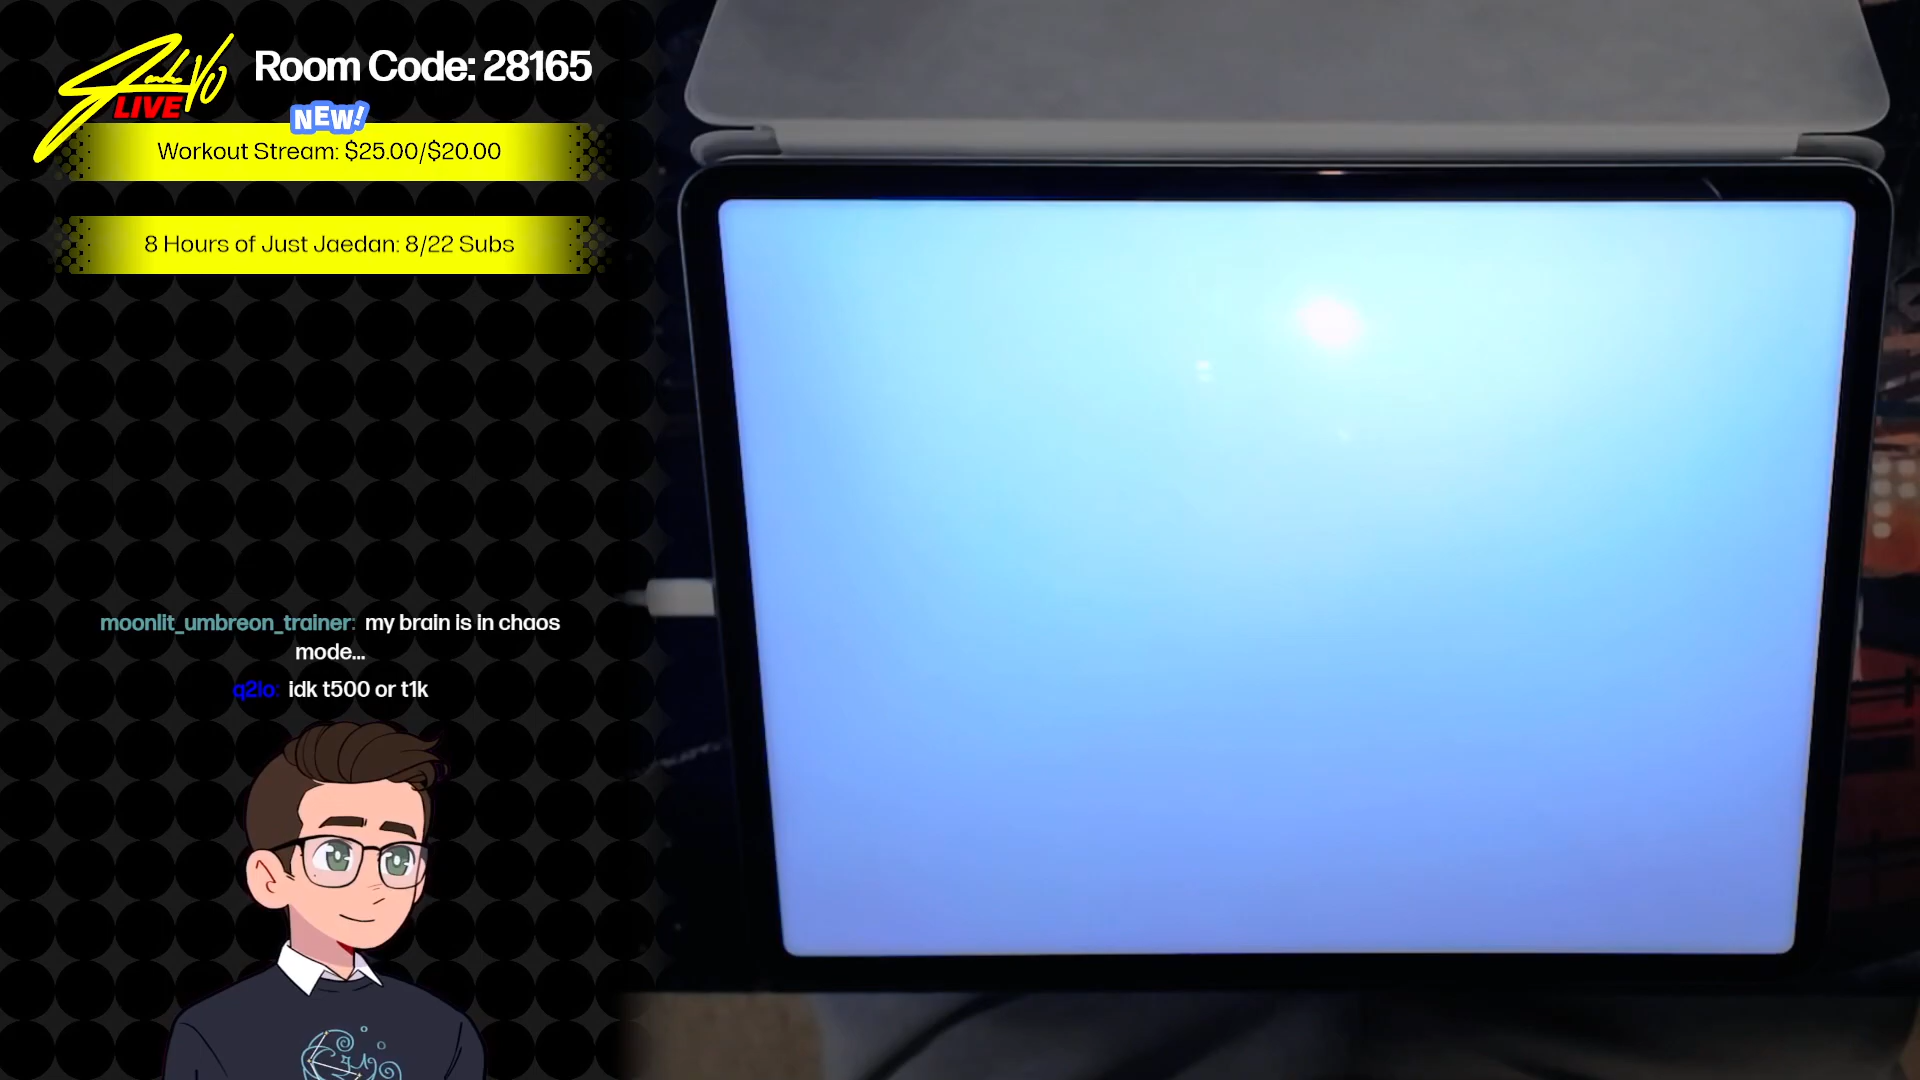 LIVE
Room Code: 28165
NEW!
Workout Stream: $25.00/$20.00
8 Hours of Just Jaedan: 8/22 Subs
moonlit_umbreon_trainer: my brain is in chaos
mode...
q2lo: idk t500 or t1k